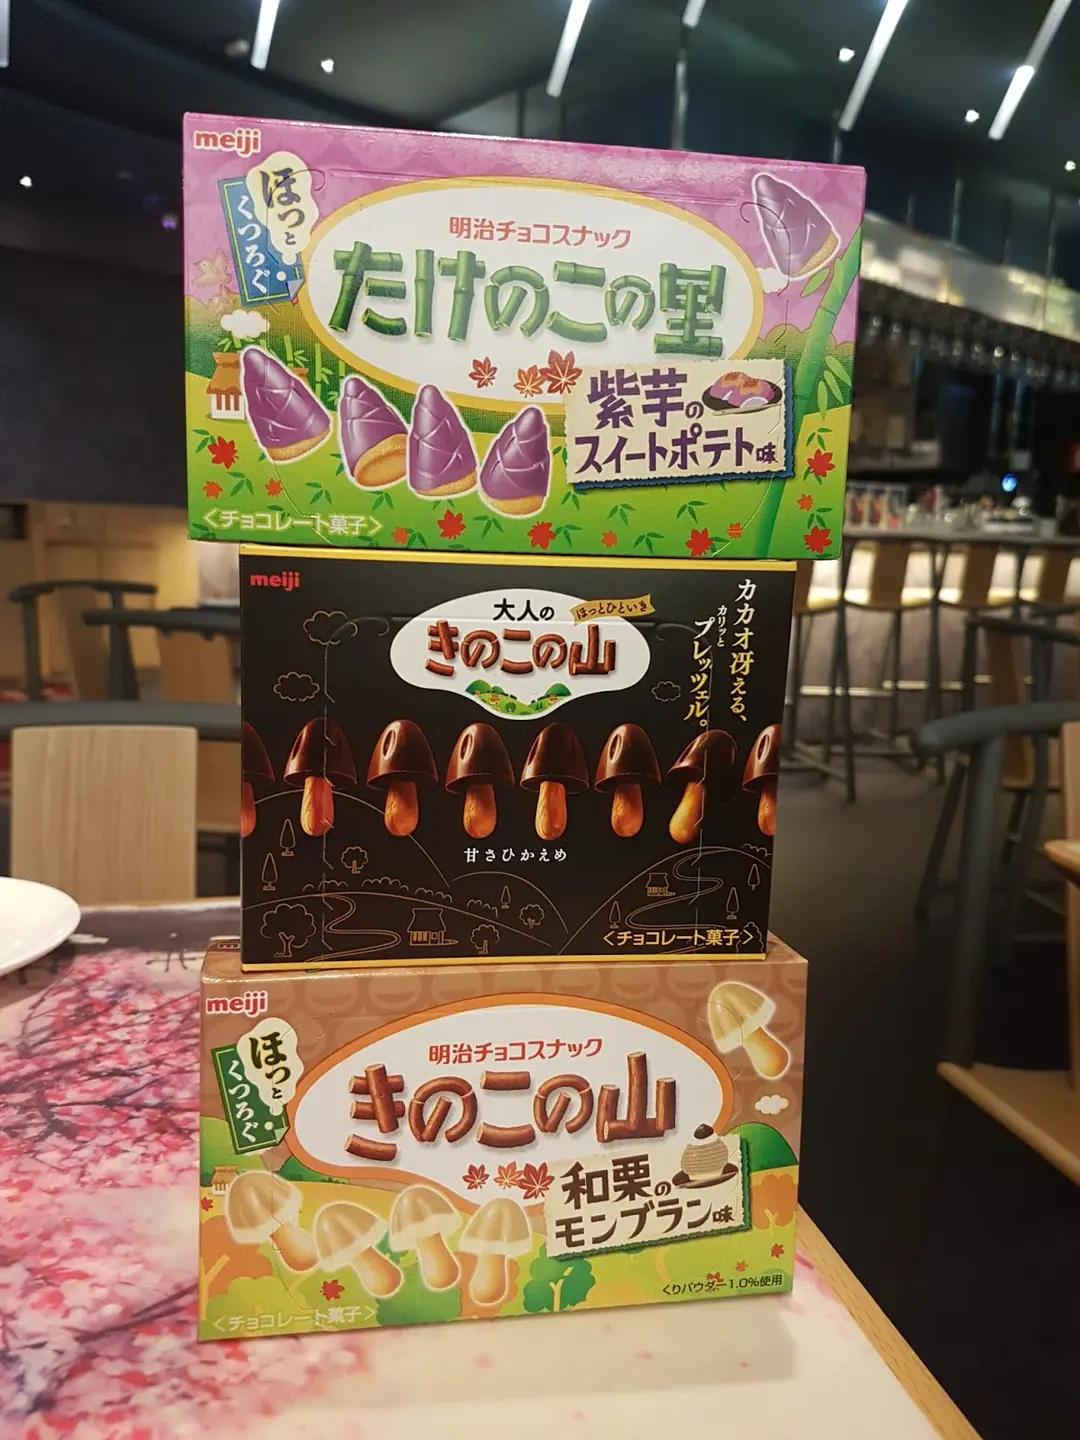 meiji
ほっと
くつろぐ。
明治チョコスナック
たけのこの里
紫芋の
スイートポテト味
<チョコレート菓子>
meiji
大人の
ほっとひといき
きのこの山
カカオ冴える、
カリッと
プレッツェル。
甘さひかえめ
<チョコレート菓子>
meiji
ほっと
くつろぐ。
明治チョコスナック
きのこの山
和栗の
モンブラン味
くりパウダー1.0%使用
<チョコレート菓子>